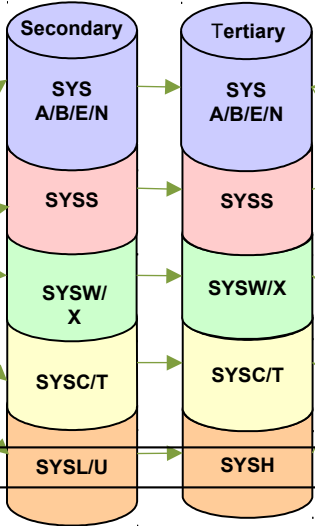 Secondary
SYS
A/B/E/N
SYSS
SYSW/
X
SYSC/T
SYSL/U
Tertiary
SYS
A/B/E/N
SYSS
SYSW/X
SYSC/T
SYSH